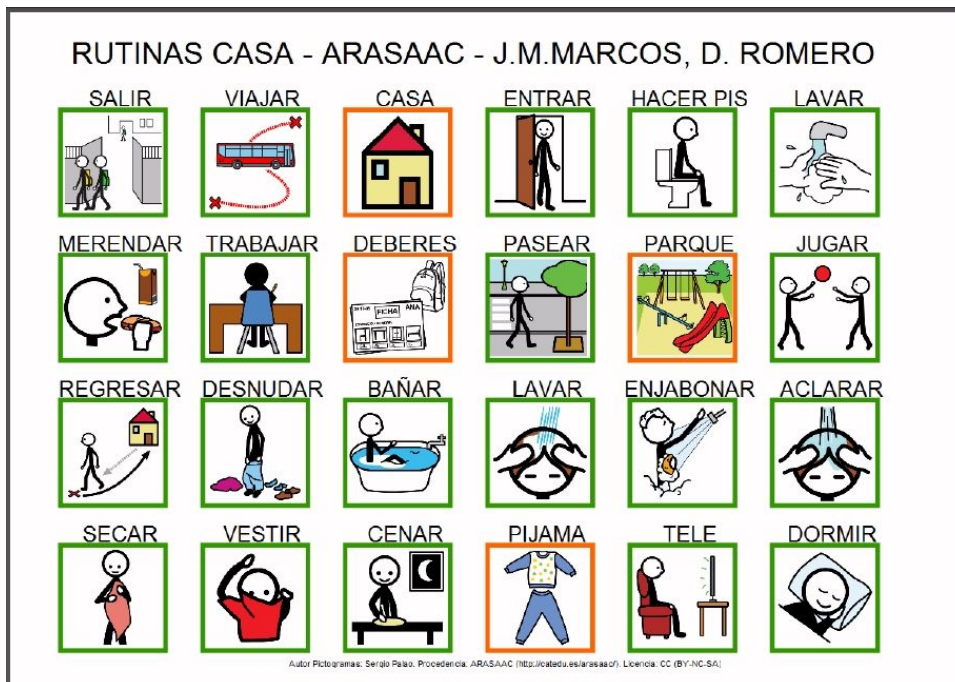 RUTINAS CASA - ARASAAC - J.M.MARCOS, D. ROMERO
SALIR VIAJAR CASA ENTRAR HACER PIS LAVAR
MERENDAR TRABAJAR DEBERES PASEAR PARQUE JUGAR
FICHA ANA
REGRESAR DESNUDAR BAÑAR LAVAR ENJABONAR ACLARAR
SECAR VESTIR CENAR PIJAMA TELE DORMIR
Autor Pictogramas: Sergio Palao. Procedencia: ARASAAC (http://catedu.es/arasaac/). Licencia: CC (BY-NC-SA)